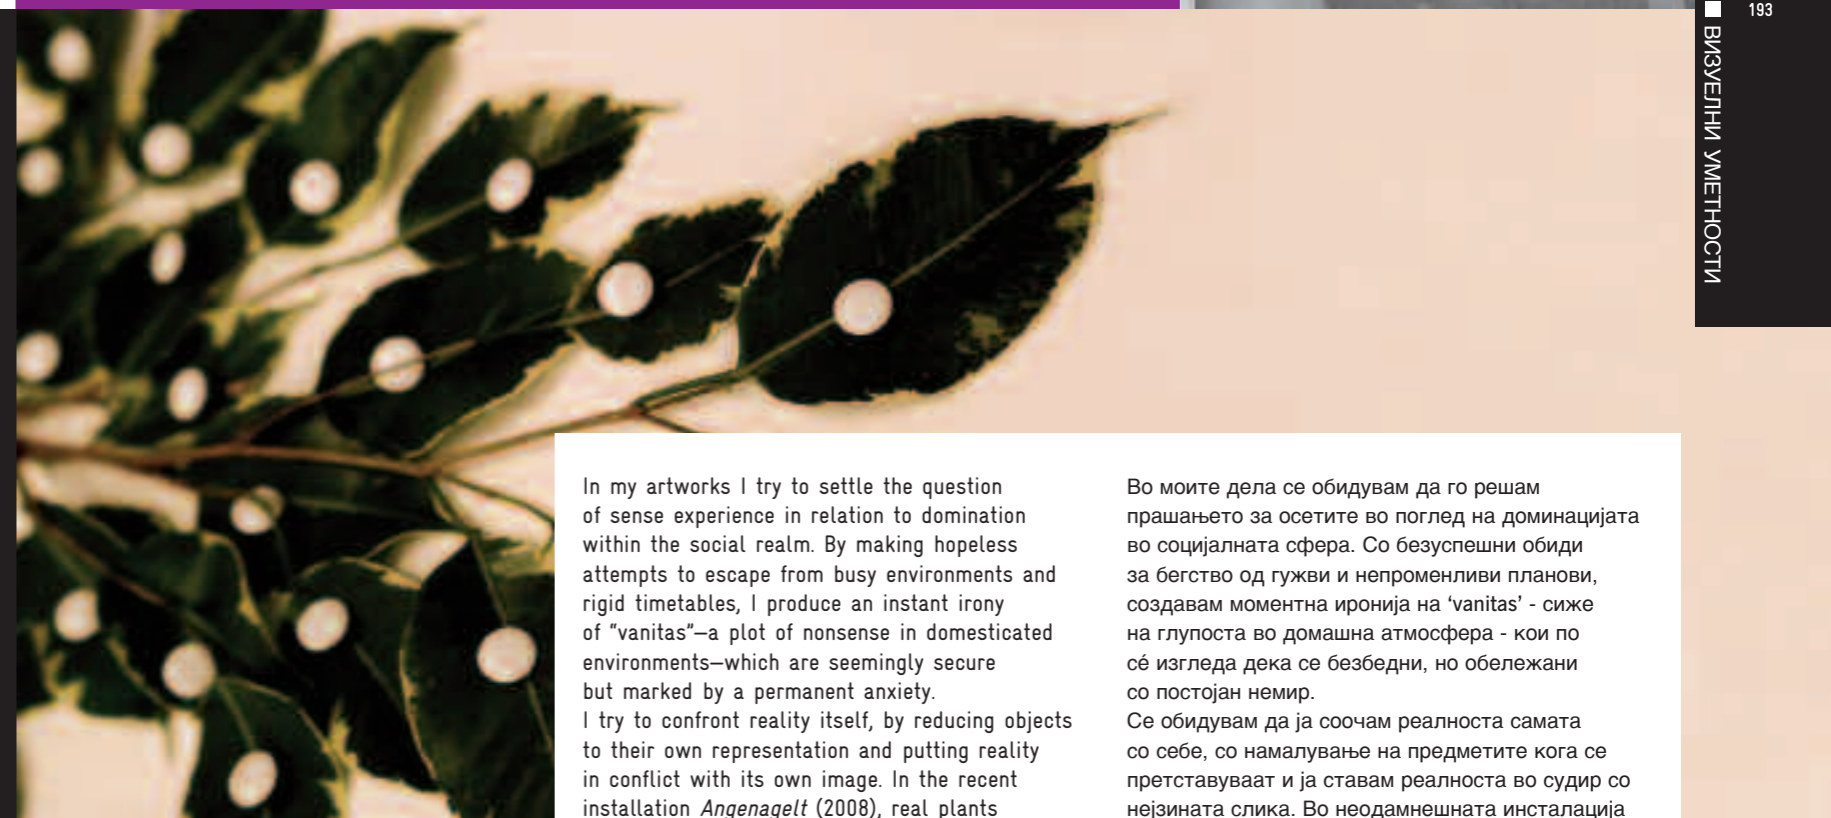 193
ВИЗУЕЛНИ УМЕТНОСТИ
In my artworks I try to settle the question
of sense experience in relation to domination
within the social realm. By making hopeless
attempts to escape from busy environments and
rigid timetables, I produce an instant irony
of "vanitas"—a plot of nonsense in domesticated
environments—which are seemingly secure
but marked by a permanent anxiety.
I try to confront reality itself, by reducing objects
to their own representation and putting reality
in conflict with its own image. In the recent
installation Angenagelt (2008), real plants
Во моите дела се обидувам да го решам
прашањето за осетите во поглед на доминацијата
во социјалната сфера. Со безуспешни обиди
за бегство од гужви и непроменливи планови,
создавам моментна иронија на ‘vanitas’ - сиже
на глупоста во домашна атмосфера - кои по
сé изгледа дека се безбедни, но обележани
со постојан немир.
Се обидувам да ја соочам реалноста самата
со себе, со намалување на предметите кога се
претставуваат и ја ставам реалноста во судир со
нејзината слика. Во неодамнешната инсталација